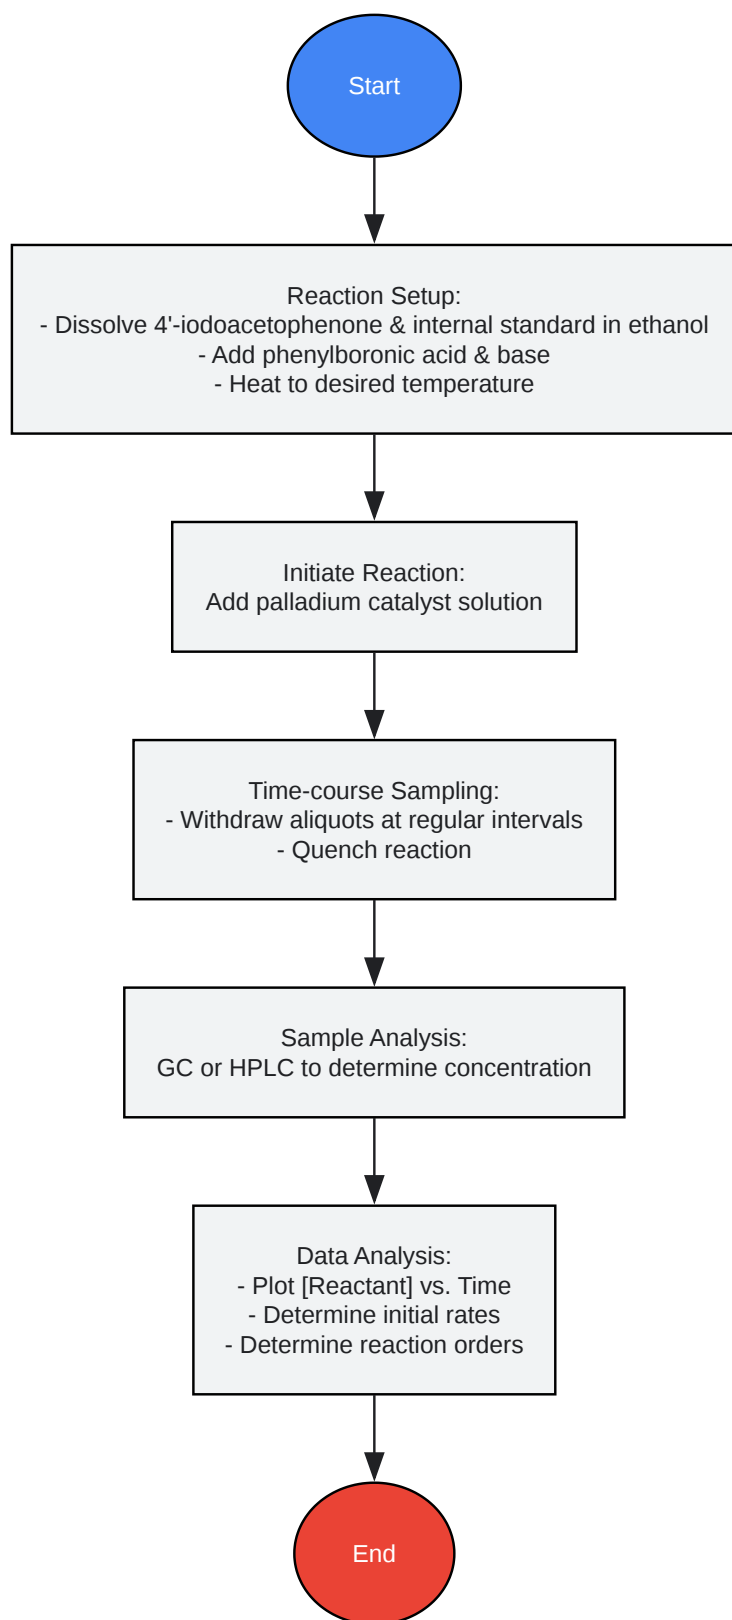 Start
Reaction Setup:
- Dissolve 4'-iodoacetophenone & internal standard in ethanol
- Add phenylboronic acid & base
- Heat to desired temperature
Initiate Reaction:
Add palladium catalyst solution
Time-course Sampling:
- Withdraw aliquots at regular intervals
- Quench reaction
Sample Analysis:
GC or HPLC to determine concentration
Data Analysis:
- Plot [Reactant] vs. Time
- Determine initial rates
- Determine reaction orders
End